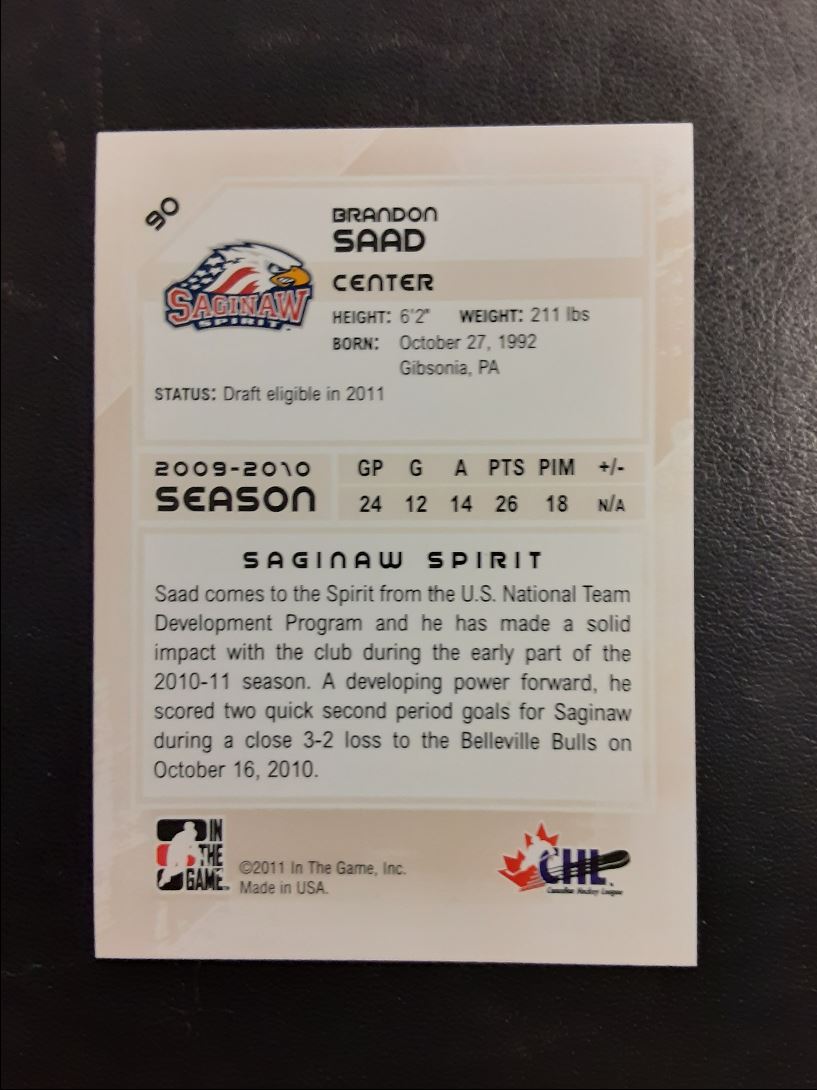 90
BRANDON
SAAD
CENTER
HEIGHT: 6'2" WEIGHT: 211 lbs
BORN: October 27, 1992
Gibsonia, PA
SAGINAW
SPIRIT
STATUS: Draft eligible in 2011
2009-2010
SEASON
GP G A PTS PIM +/-
24 12 14 26 18 N/A
SAGINAW SPIRIT
Saad comes to the Spirit from the U.S. National Team
Development Program and he has made a solid
impact with the club during the early part of the
2010-11 season. A developing power forward, he
scored two quick second period goals for Saginaw
during a close 3-2 loss to the Belleville Bulls on
October 16, 2010.
IN
THE
GAME
©2011 In The Game, Inc.
Made in USA.
CHL
Canadian Hockey League